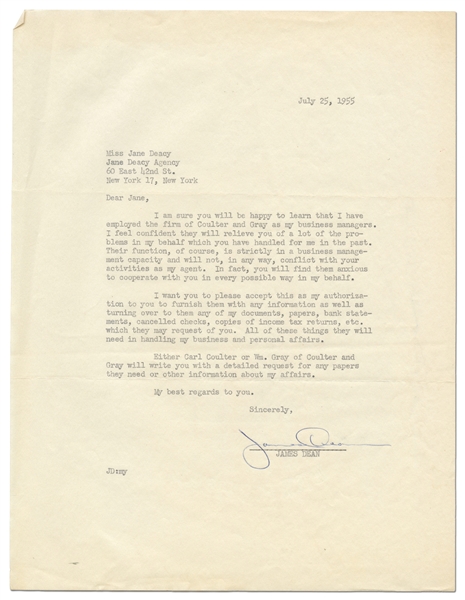 July 25, 1955
Miss Jane Deacy
Jane Deacy Agency
60 East 42nd St.
New York 17, New York
Dear Jane,
I am sure you will be happy to learn that I have
employed the firm of Coulter and Gray as my business managers.
I feel confident they will relieve you of a lot of the pro-
blems in my behalf which you have handled for me in the past.
Their function, of course, is strictly in a business manage-
ment capacity and will not, in any way, conflict with your
activities as my agent. In fact, you will find them anxious
to cooperate with you in every possible way in my behalf.
I want you to please accept this as my authoriza-
tion to you to furnish them with any information as well as
turning over to them any of my documents, papers, bank state-
ments, cancelled checks, copies of income tax returns, etc.
which they may request of you. All of these things they will
need in handling my business and personal affairs.
Either Carl Coulter or Wm. Gray of Coulter and
Gray will write you with a detailed request for any papers
they need or other information about my affairs.
My best regards to you.
Sincerely,
James Dean
JAMES DEAN
JD:my